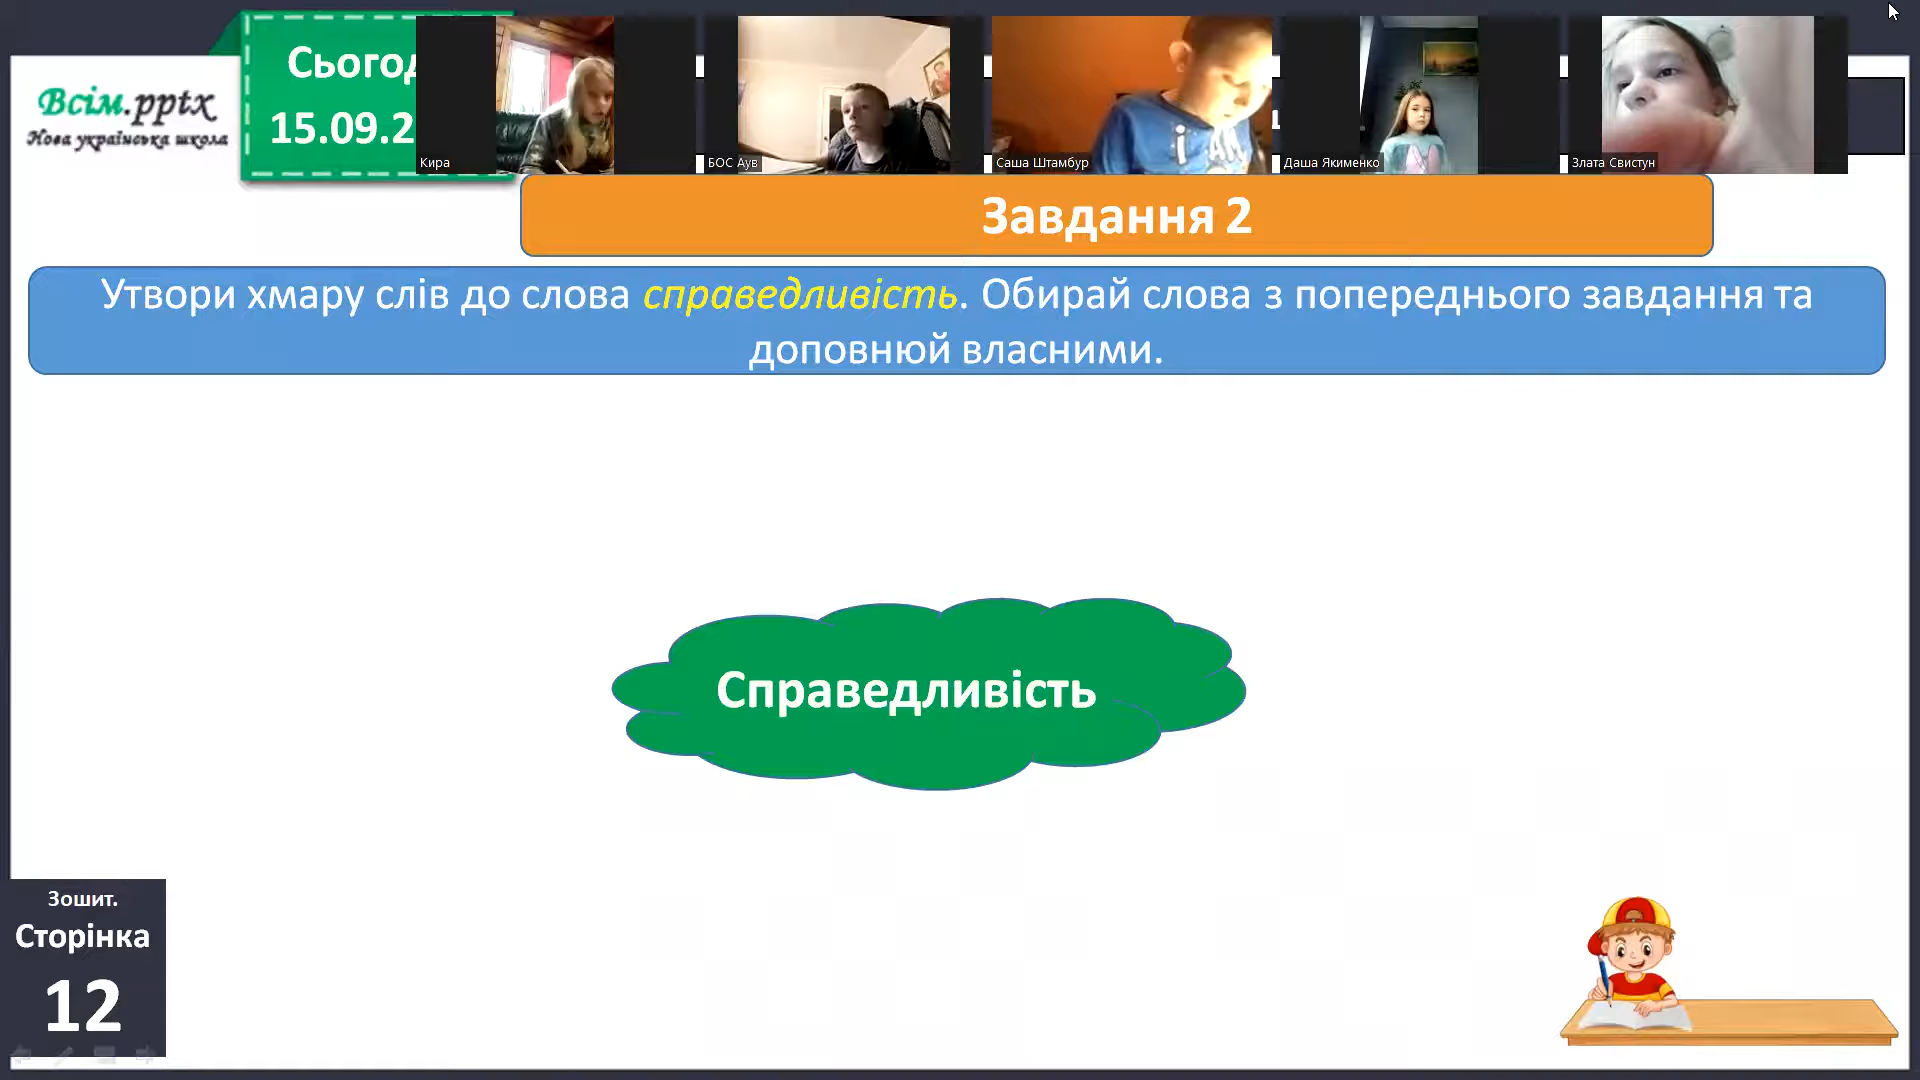 Всім.pptx
Нова українська школа
15.09.2
Кира
БОС Аув
Саша Штамбур
Даша Якименко
Злата Свистун
Завдання 2
Утвори хмару слів до слова справедливість. Обирай слова з попереднього завдання та
доповнюй власними.
Справедливість
Зошит.
Сторінка
12